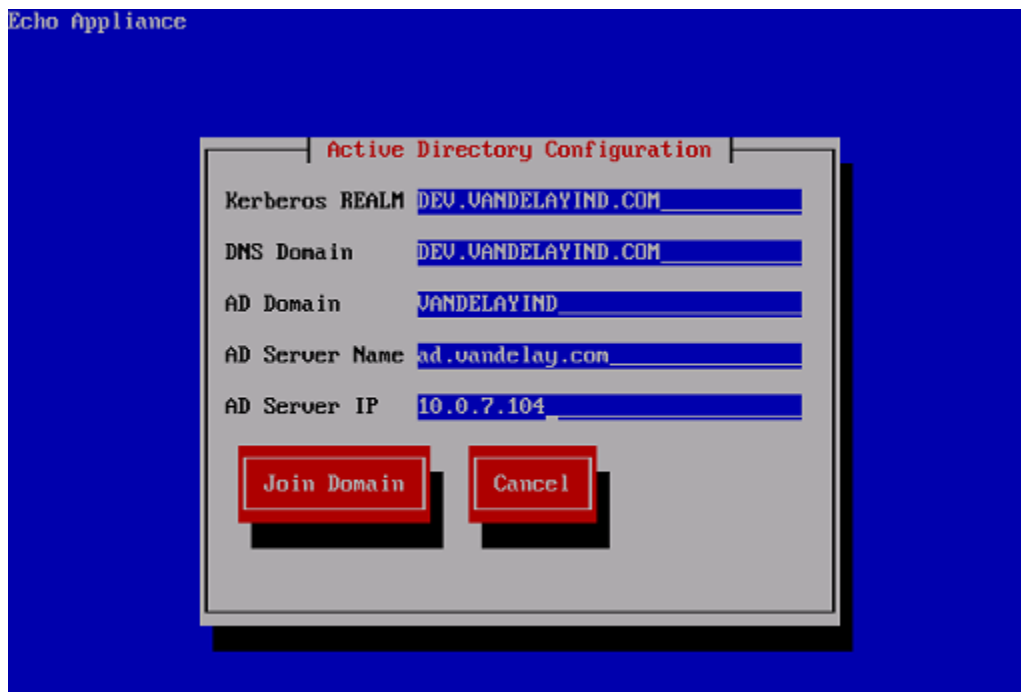 Echo Appliance
Active Directory Configuration
Kerberos REALM DEV.VANDELAYIND.COM
DNS Domain DEV.VANDELAYIND.COM
AD Domain VANDELAYIND
AD Server Name ad.vandelay.com
AD Server IP 10.0.7.104
Join Domain Cancel